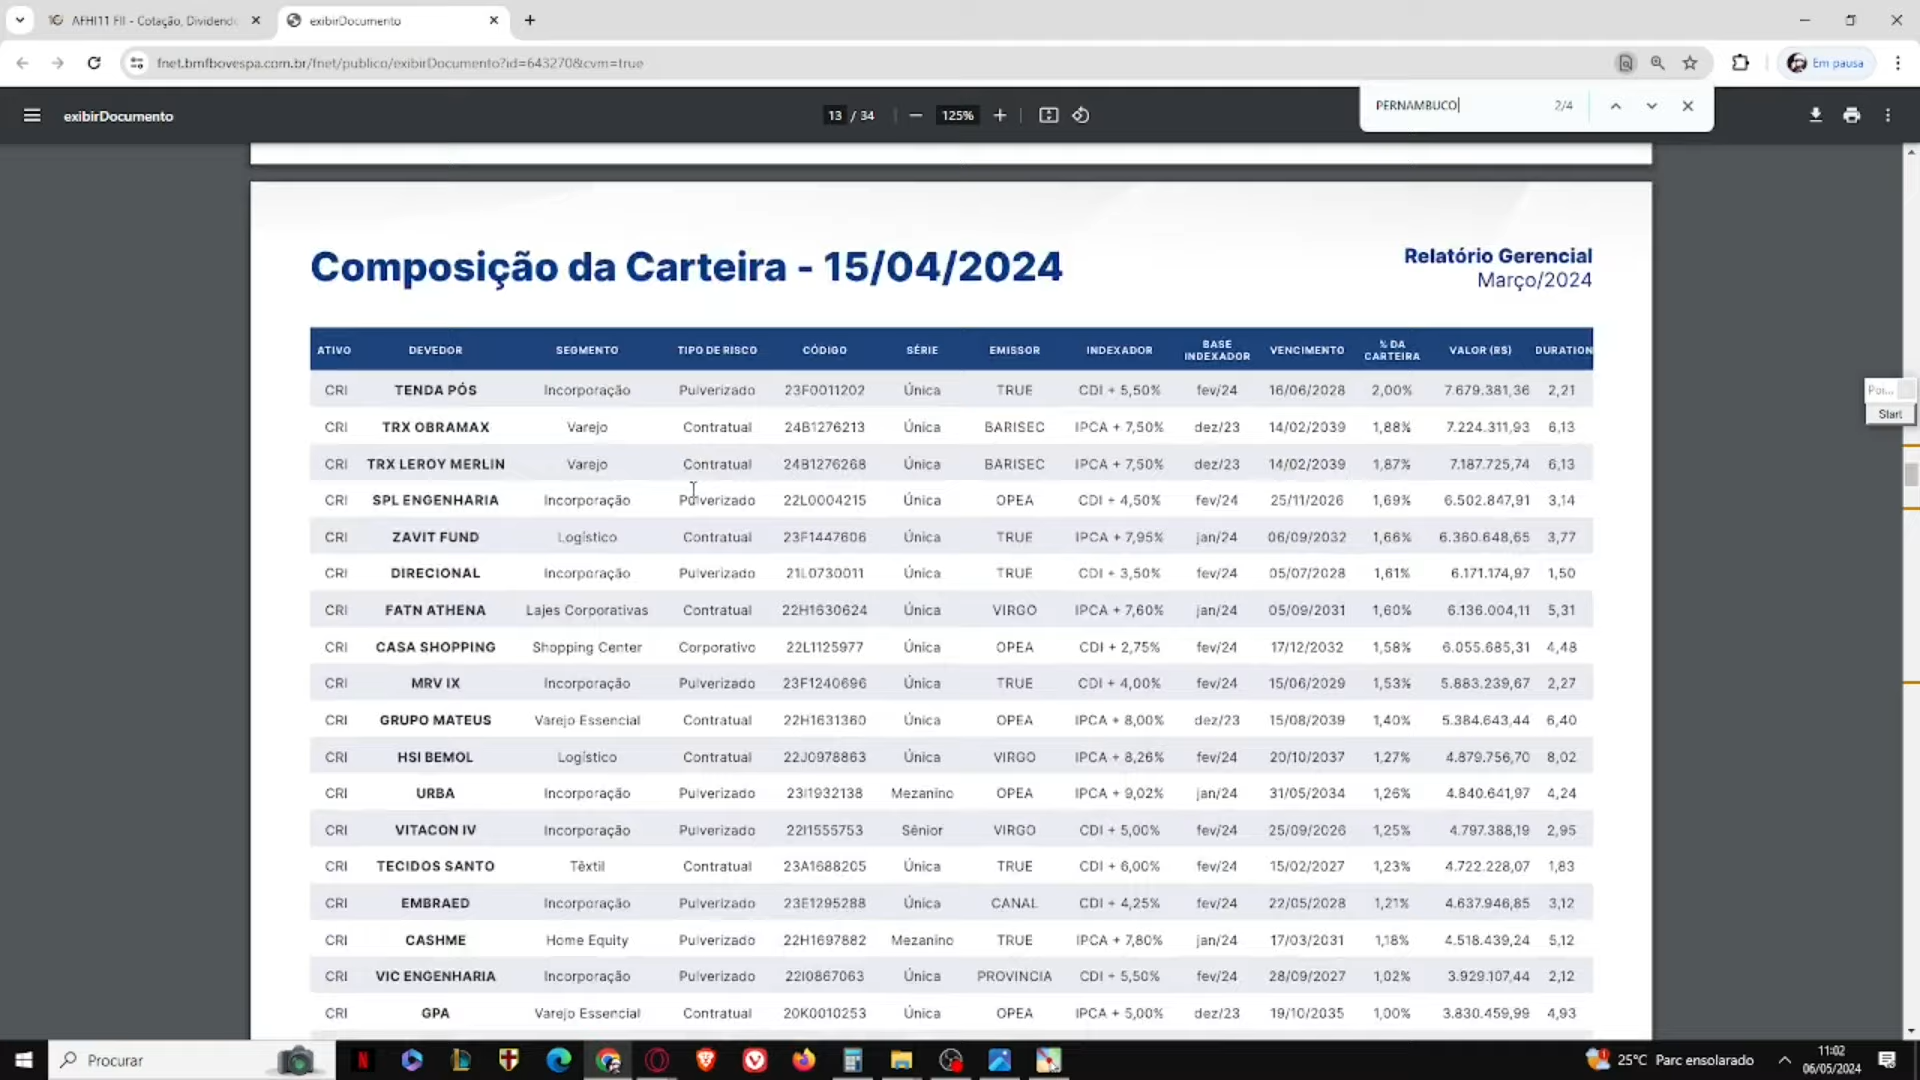 AFHI11 FII - Cotação, Dividend
exibirDocumento
fnet.bmfbovespa.com.br/fnet/publico/exibirDocumento?id=643270&cvm=true
Em pausa
exibirDocumento
13 / 34
125%
PERNAMBUCO
2/4
Composição da Carteira - 15/04/2024
Relatório Gerencial
Março/2024
ATIVO DEVEDOR SEGMENTO TIPO DE RISCO CÓDIGO SÉRIE EMISSOR INDEXADOR BASE INDEXADOR VENCIMENTO % DA CARTEIRA VALOR (R$) DURATION
CRI TENDA PÓS Incorporação Pulverizado 23F0011202 Única TRUE CDI + 5,50% fev/24 16/06/2028 2,00% 7.679.381,36 2,21
CRI TRX OBRAMAX Varejo Contratual 24B1276213 Única BARISEC IPCA + 7,50% dez/23 14/02/2039 1,88% 7.224.311,93 6,13
CRI TRX LEROY MERLIN Varejo Contratual 24B1276268 Única BARISEC IPCA + 7,50% dez/23 14/02/2039 1,87% 7.187.725,74 6,13
CRI SPL ENGENHARIA Incorporação Pulverizado 22L0004215 Única OPEA CDI + 4,50% fev/24 25/11/2026 1,69% 6.502.847,91 3,14
CRI ZAVIT FUND Logístico Contratual 23F1447606 Única TRUE IPCA + 7,95% jan/24 06/09/2032 1,66% 6.360.648,65 3,77
CRI DIRECIONAL Incorporação Pulverizado 21L0730011 Única TRUE CDI + 3,50% fev/24 05/07/2028 1,61% 6.171.174,97 1,50
CRI FATN ATHENA Lajes Corporativas Contratual 22H1630624 Única VIRGO IPCA + 7,60% jan/24 05/09/2031 1,60% 6.136.004,11 5,31
CRI CASA SHOPPING Shopping Center Corporativo 22L1125977 Única OPEA CDI + 2,75% fev/24 17/12/2032 1,58% 6.055.685,31 4,48
CRI MRV IX Incorporação Pulverizado 23F1240696 Única TRUE CDI + 4,00% fev/24 15/06/2029 1,53% 5.883.239,67 2,27
CRI GRUPO MATEUS Varejo Essencial Contratual 22H1631360 Única OPEA IPCA + 8,00% dez/23 15/08/2039 1,40% 5.384.643,44 6,40
CRI HSI BEMOL Logístico Contratual 22J0978863 Única VIRGO IPCA + 8,26% fev/24 20/10/2037 1,27% 4.879.756,70 8,02
CRI URBA Incorporação Pulverizado 23I1932138 Mezanino OPEA IPCA + 9,02% jan/24 31/05/2034 1,26% 4.840.641,97 4,24
CRI VITACON IV Incorporação Pulverizado 22I1555753 Sênior VIRGO CDI + 5,00% fev/24 25/09/2026 1,25% 4.797.388,19 2,95
CRI TECIDOS SANTO Têxtil Contratual 23A1688205 Única TRUE CDI + 6,00% fev/24 15/02/2027 1,23% 4.722.228,07 1,83
CRI EMBRAED Incorporação Pulverizado 23E1295288 Única CANAL CDI + 4,25% fev/24 22/05/2028 1,21% 4.637.946,85 3,12
CRI CASHME Home Equity Pulverizado 22H1697882 Mezanino TRUE IPCA + 7,80% jan/24 17/03/2031 1,18% 4.518.439,24 5,12
CRI VIC ENGENHARIA Incorporação Pulverizado 22I0867063 Única PROVINCIA CDI + 5,50% fev/24 28/09/2027 1,02% 3.929.107,44 2,12
CRI GPA Varejo Essencial Contratual 20K0010253 Única OPEA IPCA + 5,00% dez/23 19/10/2035 1,00% 3.830.459,99 4,93
Poi...
Start
Procurar
25°C Parc ensolarado
11:02
06/05/2024